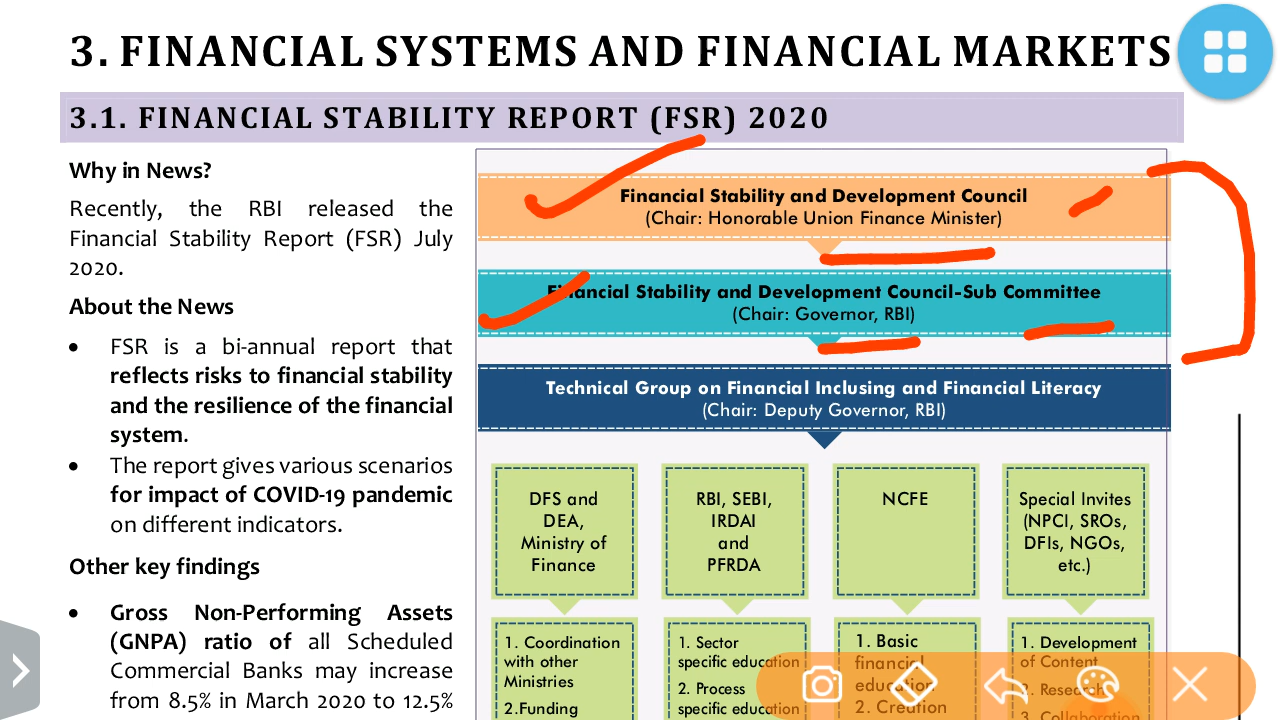 3. FINANCIAL SYSTEMS AND FINANCIAL MARKETS
3.1. FINANCIAL STABILITY REPORT (FSR) 2020
Why in News?
Recently, the RBI released the
Financial Stability Report (FSR) July
2020.
About the News
• FSR is a bi-annual report that
reflects risks to financial stability
and the resilience of the financial
system.
• The report gives various scenarios
for impact of COVID-19 pandemic
on different indicators.
Other key findings
• Gross Non-Performing Assets
(GNPA) ratio of all Scheduled
Commercial Banks may increase
from 8.5% in March 2020 to 12.5%
Financial Stability and Development Council
(Chair: Honorable Union Finance Minister)
Financial Stability and Development Council-Sub Committee
(Chair: Governor, RBI)
Technical Group on Financial Inclusing and Financial Literacy
(Chair: Deputy Governor, RBI)
DFS and
DEA,
Ministry of
Finance
RBI, SEBI,
IRDAI
and
PFRDA
NCFE
Special Invites
(NPCI, SROs,
DFIs, NGOs,
etc.)
1. Coordination
with other
Ministries
2.Funding
1. Sector
specific education
2. Process
specific education
1. Basic
financial
education
2. Creation
1. Development
of Content
2. Research
3. Collaboration